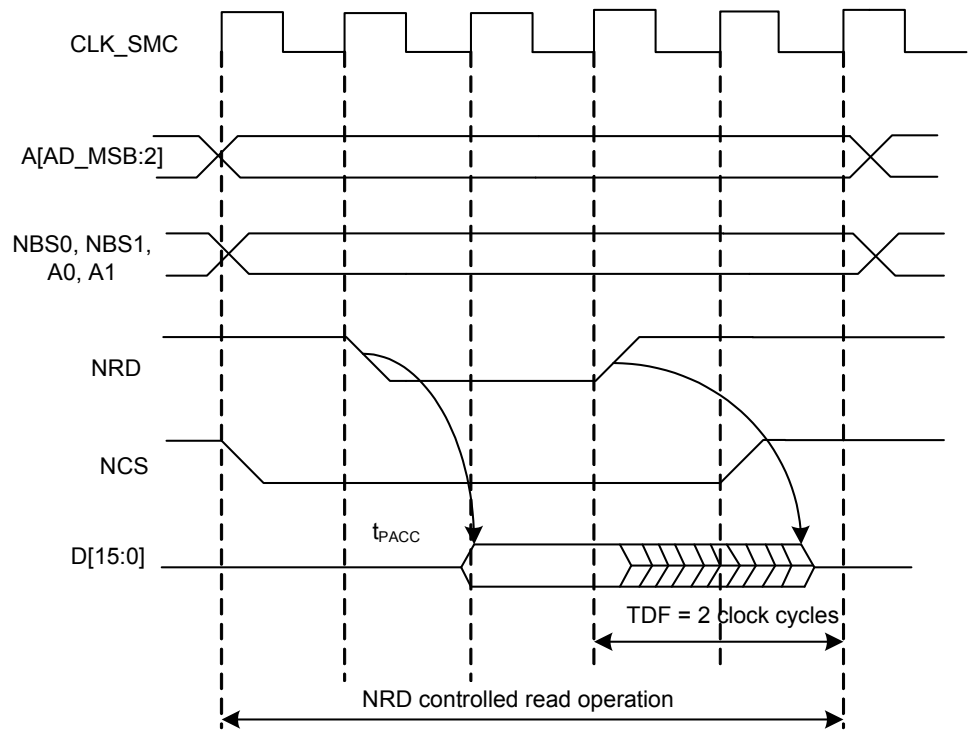 CLK_SMC
A[AD_MSB:2]
NBS0, NBS1,
A0, A1
NRD
NCS
tPACC
D[15:0]
TDF = 2 clock cycles
NRD controlled read operation